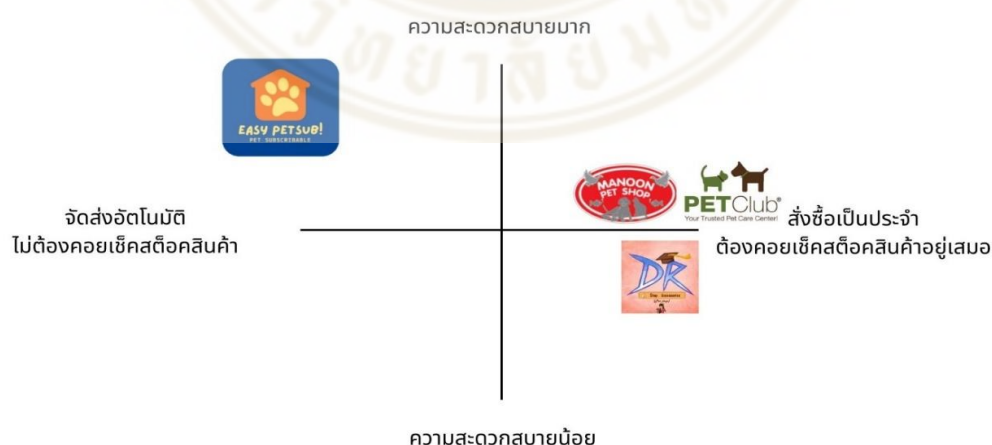 ความสะดวกสบายมาก
EASY PETSUB!
PET SUBSCRIBABLE
MANOON
PET SHOP
PETClub®
Your Trusted Pet Care Center!
จัดส่งอัตโนมัติ
ไม่ต้องคอยเช็คสต็อคสินค้า
สั่งซื้อเป็นประจำ
ต้องคอยเช็คสต็อคสินค้าอยู่เสมอ
DR
ความสะดวกสบายน้อย